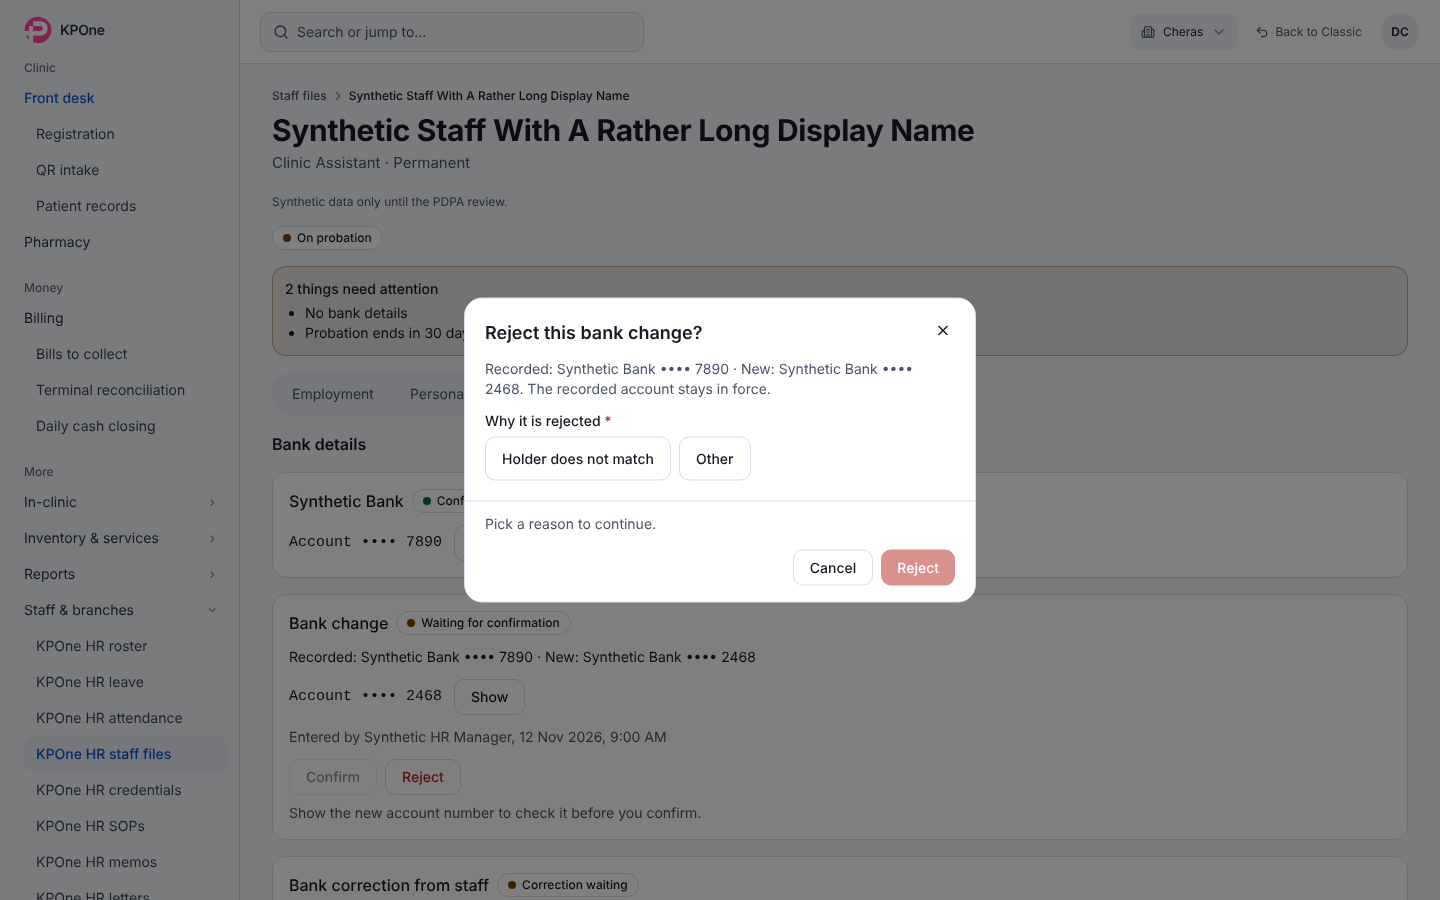 KPOne
Search or jump to...
Cheras
Back to Classic
DC
Clinic
Front desk
Registration
QR intake
Patient records
Pharmacy
Money
Billing
Bills to collect
Terminal reconciliation
Daily cash closing
More
In-clinic
Inventory & services
Reports
Staff & branches
KPOne HR roster
KPOne HR leave
KPOne HR attendance
KPOne HR staff files
KPOne HR credentials
KPOne HR SOPs
KPOne HR memos
KPOne HR letters
Staff files > Synthetic Staff With A Rather Long Display Name
Synthetic Staff With A Rather Long Display Name
Clinic Assistant · Permanent
Synthetic data only until the PDPA review.
On probation
2 things need attention
• No bank details
• Probation ends in 30
Employment
Bank details
Synthetic Bank
Account •••• 7890
Reject this bank change?
Recorded: Synthetic Bank •••• 7890 · New: Synthetic Bank ••••
2468. The recorded account stays in force.
Why it is rejected *
Holder does not match
Other
Pick a reason to continue.
Cancel
Reject
Bank change
Waiting for confirmation
Recorded: Synthetic Bank •••• 7890 · New: Synthetic Bank •••• 2468
Account •••• 2468
Show
Entered by Synthetic HR Manager, 12 Nov 2026, 9:00 AM
Confirm
Reject
Show the new account number to check it before you confirm.
Bank correction from staff
Correction waiting